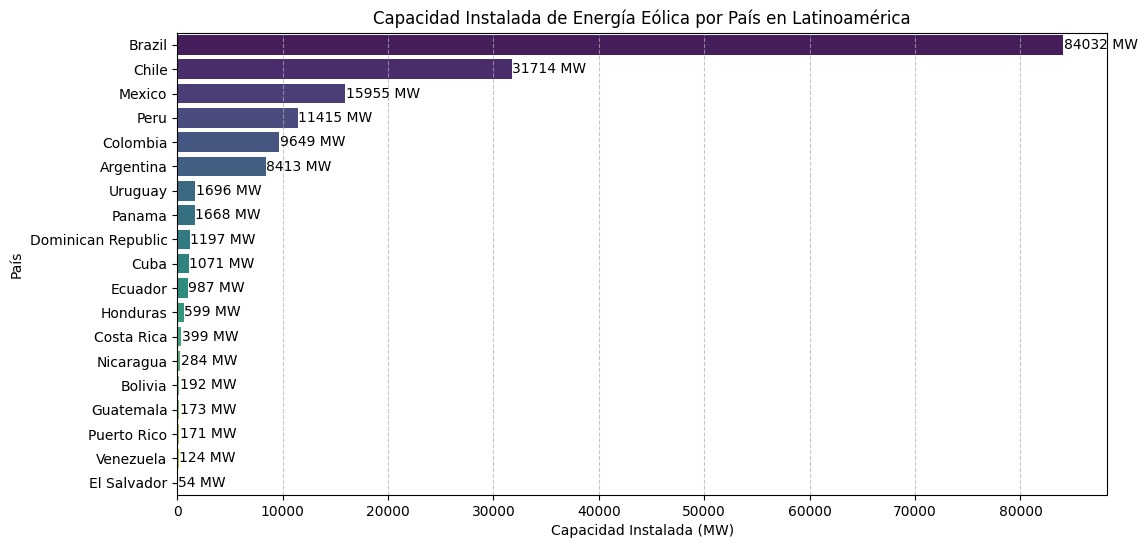 Capacidad Instalada de Energía Eólica por País en Latinoamérica
País
Brazil 84032 MW
Chile 31714 MW
Mexico 15955 MW
Peru 11415 MW
Colombia 9649 MW
Argentina 8413 MW
Uruguay 1696 MW
Panama 1668 MW
Dominican Republic 1197 MW
Cuba 1071 MW
Ecuador 987 MW
Honduras 599 MW
Costa Rica 399 MW
Nicaragua 284 MW
Bolivia 192 MW
Guatemala 173 MW
Puerto Rico 171 MW
Venezuela 124 MW
El Salvador 54 MW
0 10000 20000 30000 40000 50000 60000 70000 80000
Capacidad Instalada (MW)